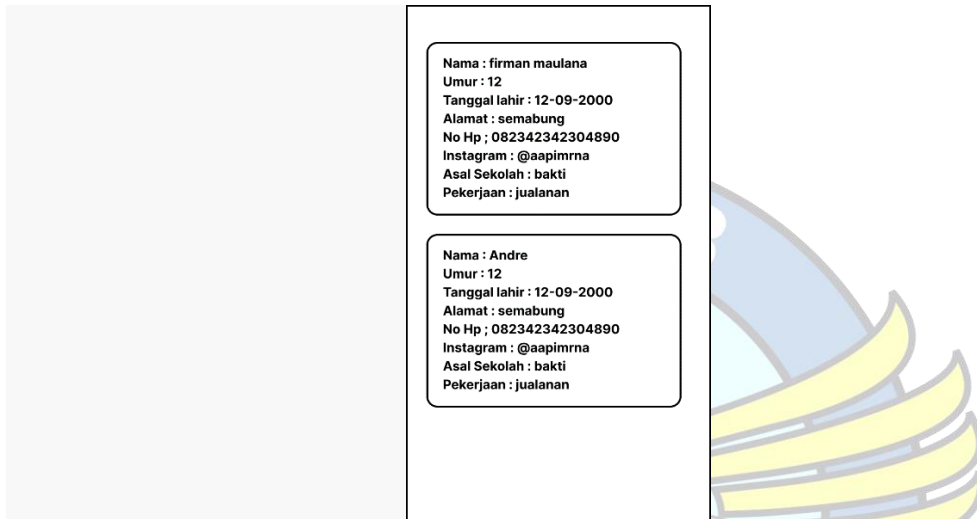 Nama : firman maulana
Umur : 12
Tanggal lahir : 12-09-2000
Alamat : semabung
No Hp ; 082342342304890
Instagram : @aapimrna
Asal Sekolah : bakti
Pekerjaan : jualanan
Nama : Andre
Umur : 12
Tanggal lahir : 12-09-2000
Alamat : semabung
No Hp ; 082342342304890
Instagram : @aapimrna
Asal Sekolah : bakti
Pekerjaan : jualanan